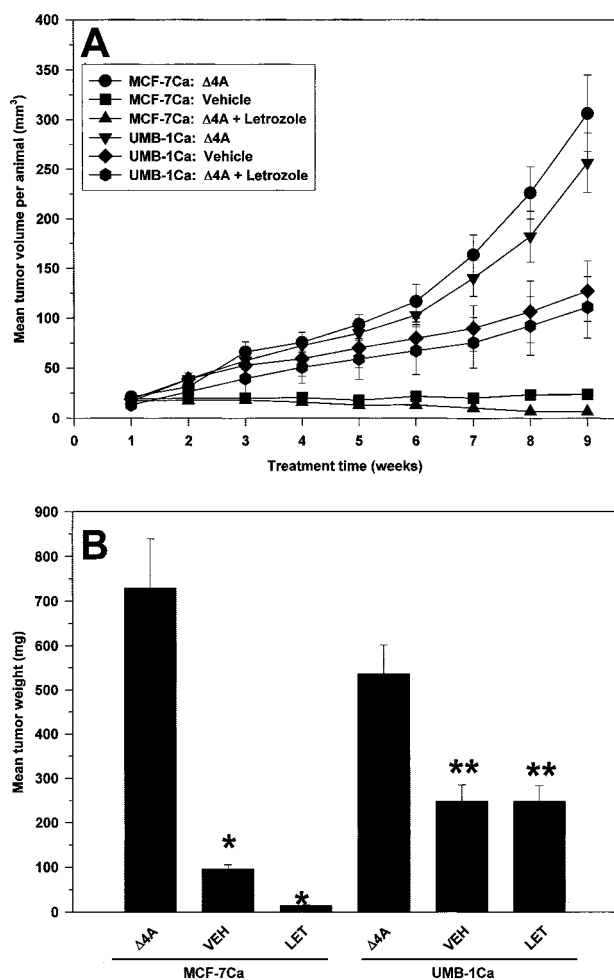 A
400
350
300
250
200
150
100
50
0
Mean tumor volume per animal (mm³)
MCF-7Ca: Δ4A
MCF-7Ca: Vehicle
MCF-7Ca: Δ4A + Letrozole
UMB-1Ca: Δ4A
UMB-1Ca: Vehicle
UMB-1Ca: Δ4A + Letrozole
0 1 2 3 4 5 6 7 8 9
Treatment time (weeks)
B
900
800
700
600
500
400
300
200
100
0
Mean tumor weight (mg)
* * ** **
Δ4A VEH LET Δ4A VEH LET
MCF-7Ca UMB-1Ca